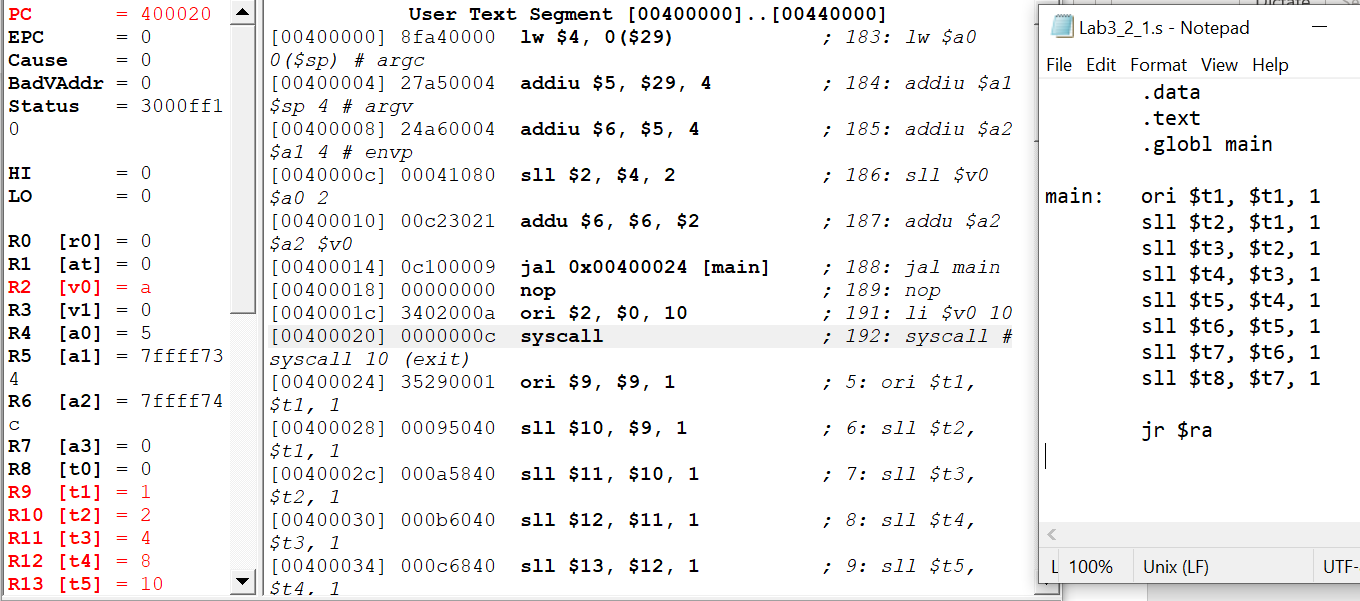 PC       = 400020
EPC      = 0
Cause    = 0
BadVAddr = 0
Status   = 3000ff1
0
HI       = 0
LO       = 0
R0  [r0] = 0
R1  [at] = 0
R2  [v0] = a
R3  [v1] = 0
R4  [a0] = 5
R5  [a1] = 7ffff73
4
R6  [a2] = 7ffff74
c
R7  [a3] = 0
R8  [t0] = 0
R9  [t1] = 1
R10 [t2] = 2
R11 [t3] = 4
R12 [t4] = 8
R13 [t5] = 10
User Text Segment [00400000]..[00440000]
[00400000] 8fa40000  lw $4, 0($29)            ; 183: lw $a0
0($sp) # argc
[00400004] 27a50004  addiu $5, $29, 4         ; 184: addiu $a1
$sp 4 # argv
[00400008] 24a60004  addiu $6, $5, 4          ; 185: addiu $a2
$a1 4 # envp
[0040000c] 00041080  sll $2, $4, 2            ; 186: sll $v0
$a0 2
[00400010] 00c23021  addu $6, $6, $2          ; 187: addu $a2
$a2 $v0
[00400014] 0c100009  jal 0x00400024 [main]    ; 188: jal main
[00400018] 00000000  nop                      ; 189: nop
[0040001c] 3402000a  ori $2, $0, 10           ; 191: li $v0 10
[00400020] 0000000c  syscall                  ; 192: syscall #
syscall 10 (exit)
[00400024] 35290001  ori $9, $9, 1            ; 5: ori $t1,
$t1, 1
[00400028] 00095040  sll $10, $9, 1           ; 6: sll $t2,
$t1, 1
[0040002c] 000a5840  sll $11, $10, 1          ; 7: sll $t3,
$t2, 1
[00400030] 000b6040  sll $12, $11, 1          ; 8: sll $t4,
$t3, 1
[00400034] 000c6840  sll $13, $12, 1          ; 9: sll $t5,
$t4, 1
Lab3_2_1.s - Notepad
File Edit Format View Help
.data
.text
.globl main
main:   ori $t1, $t1, 1
sll $t2, $t1, 1
sll $t3, $t2, 1
sll $t4, $t3, 1
sll $t5, $t4, 1
sll $t6, $t5, 1
sll $t7, $t6, 1
sll $t8, $t7, 1
jr $ra
L 100% Unix (LF) UTF-